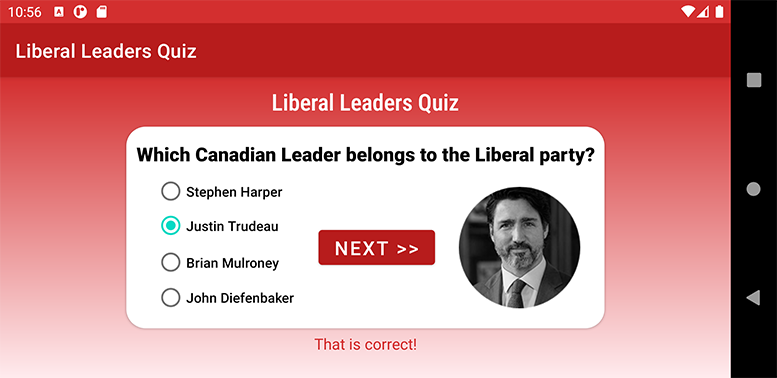 10:56
Liberal Leaders Quiz
Liberal Leaders Quiz
Which Canadian Leader belongs to the Liberal party?
Stephen Harper
Justin Trudeau
Brian Mulroney
John Diefenbaker
NEXT >>
That is correct!